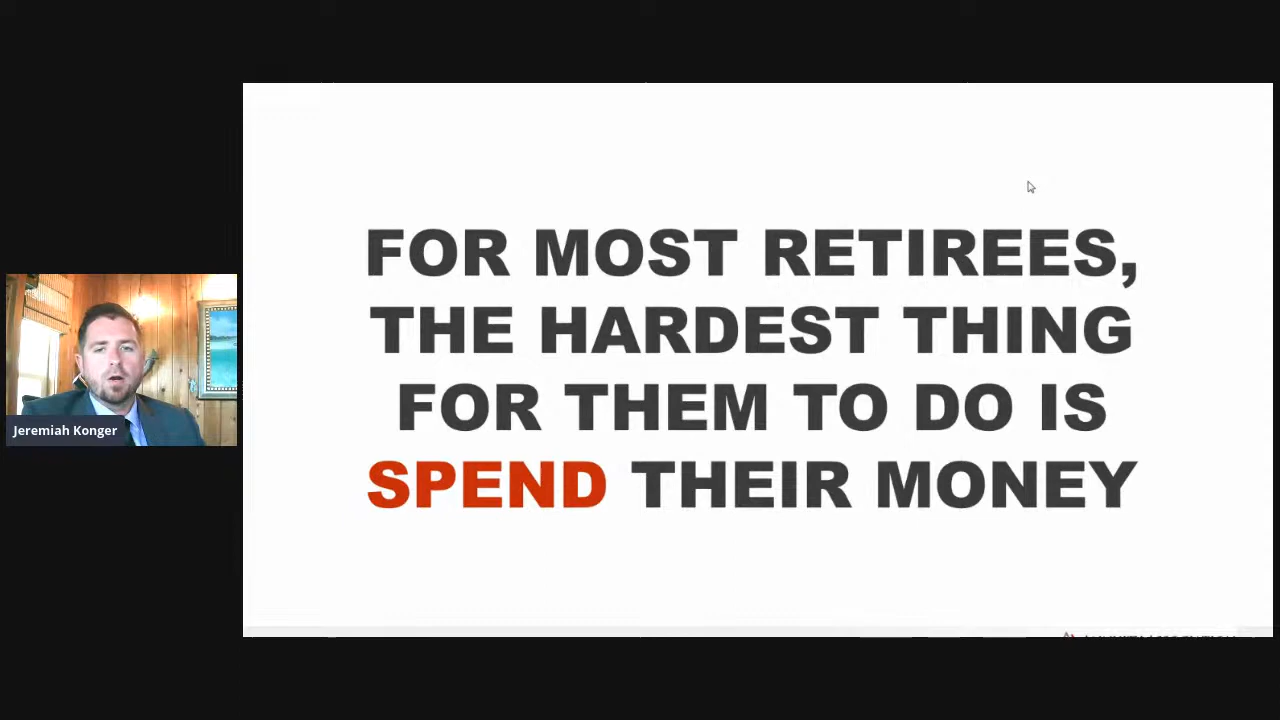 FOR MOST RETIREES,
THE HARDEST THING
FOR THEM TO DO IS
SPEND THEIR MONEY
Jeremiah Konger